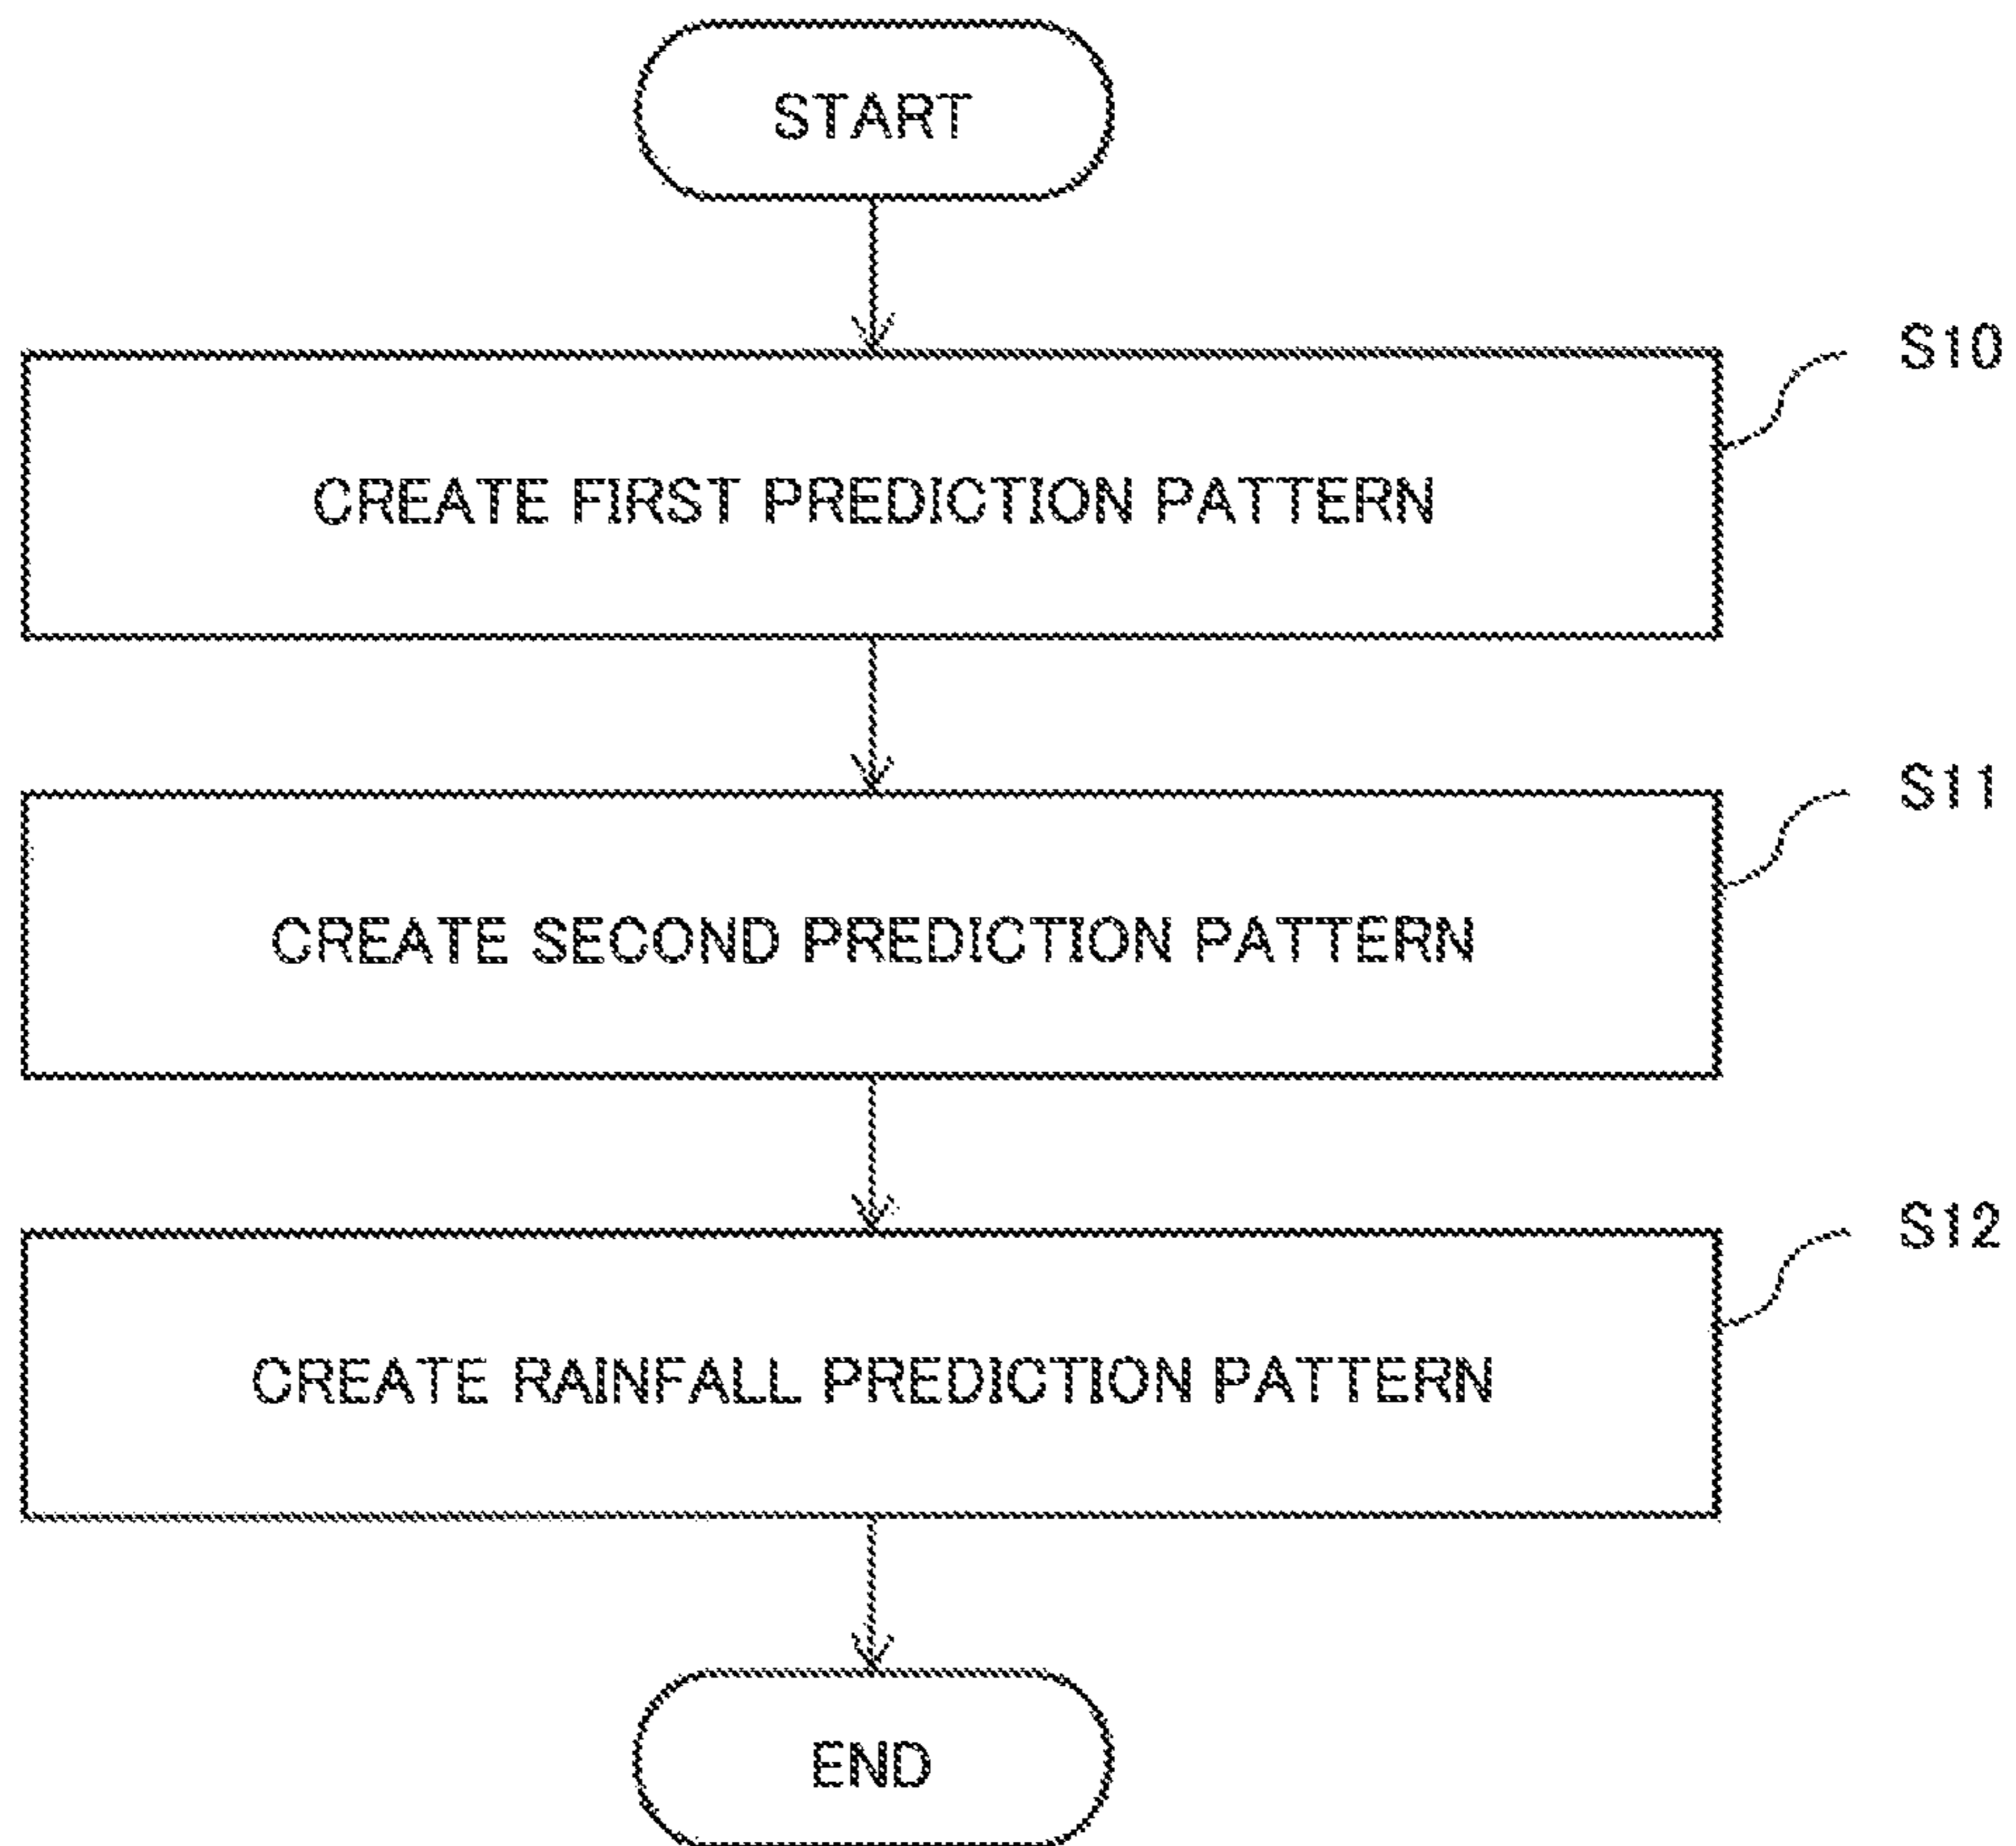 START
S10
CREATE FIRST PREDICTION PATTERN
S11
CREATE SECOND PREDICTION PATTERN
S12
CREATE RAINFALL PREDICTION PATTERN
END